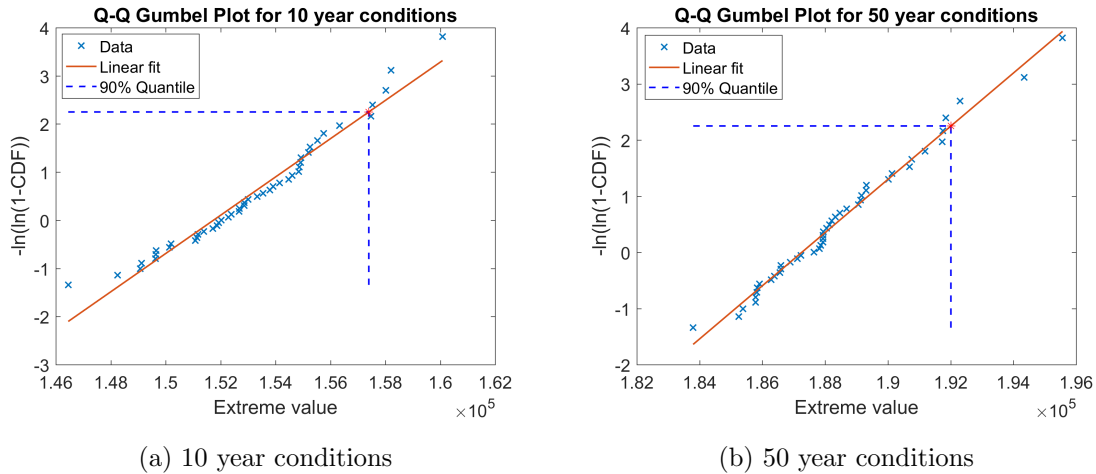 Q-Q Gumbel Plot for 10 year conditions
4
3
2
1
0
-1
-2
-3
-ln(ln(1-CDF))
Data
Linear fit
90% Quantile
1.46 1.48 1.5 1.52 1.54 1.56 1.58 1.6 1.62
Extreme value
×10^5
(a) 10 year conditions
Q-Q Gumbel Plot for 50 year conditions
4
3
2
1
0
-1
-2
-ln(ln(1-CDF))
Data
Linear fit
90% Quantile
1.82 1.84 1.86 1.88 1.9 1.92 1.94 1.96
Extreme value
×10^5
(b) 50 year conditions